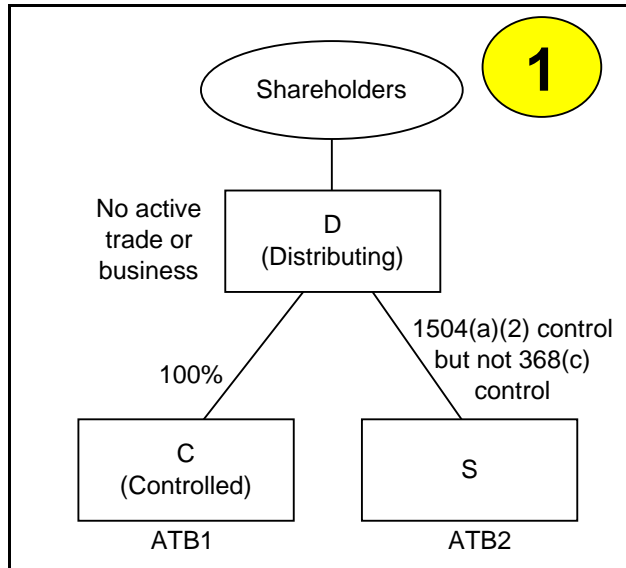 1
Shareholders
No active
trade or
business
D
(Distributing)
1504(a)(2) control
but not 368(c)
control
100%
C
(Controlled)
S
ATB1
ATB2